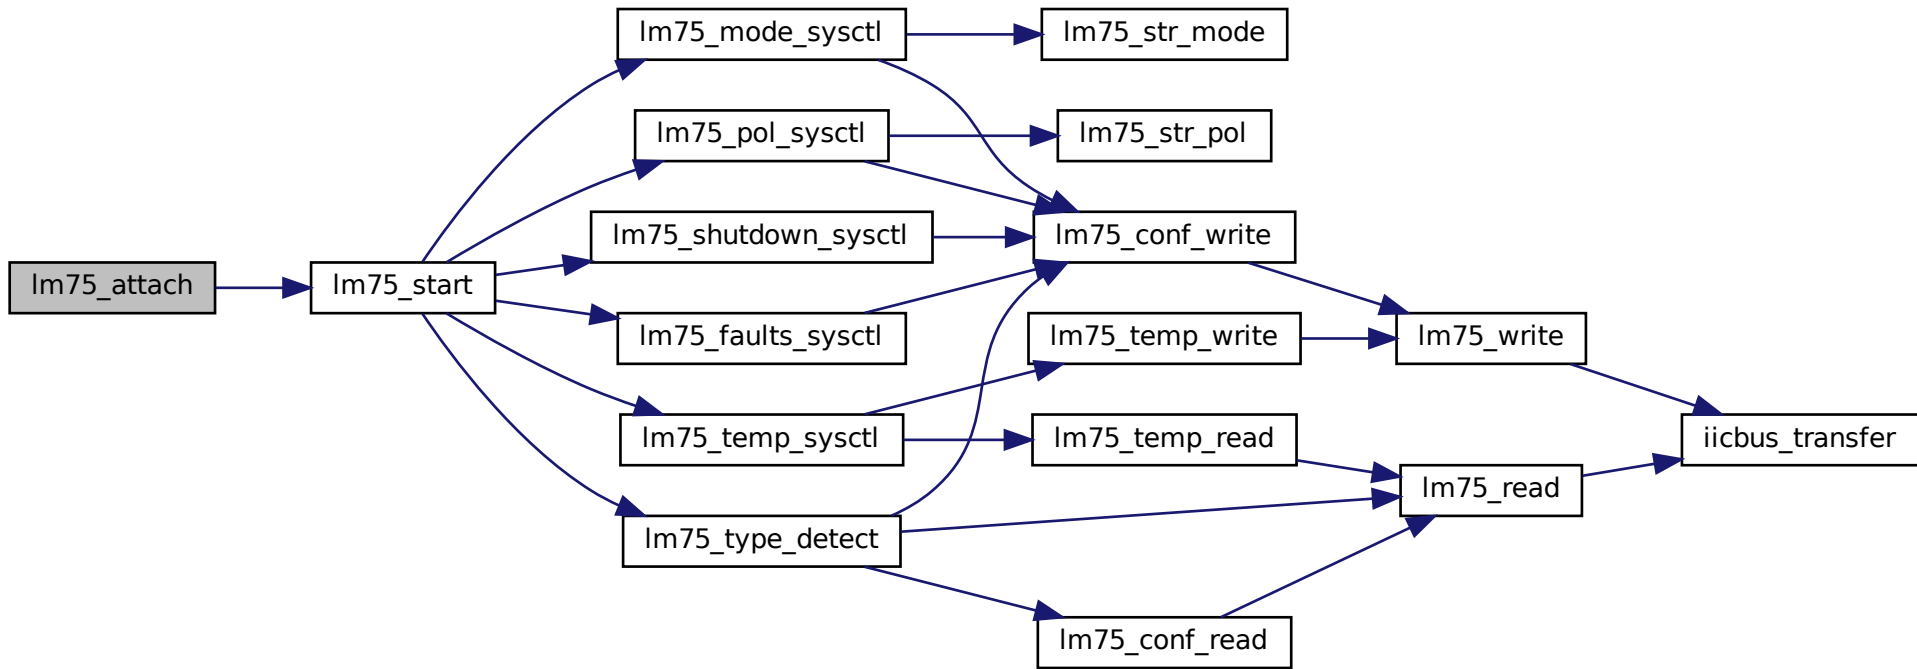 lm75_attach
lm75_start
lm75_mode_sysctl
lm75_pol_sysctl
lm75_shutdown_sysctl
lm75_faults_sysctl
lm75_temp_sysctl
lm75_type_detect
lm75_str_mode
lm75_str_pol
lm75_conf_write
lm75_temp_write
lm75_temp_read
lm75_conf_read
lm75_write
lm75_read
iicbus_transfer